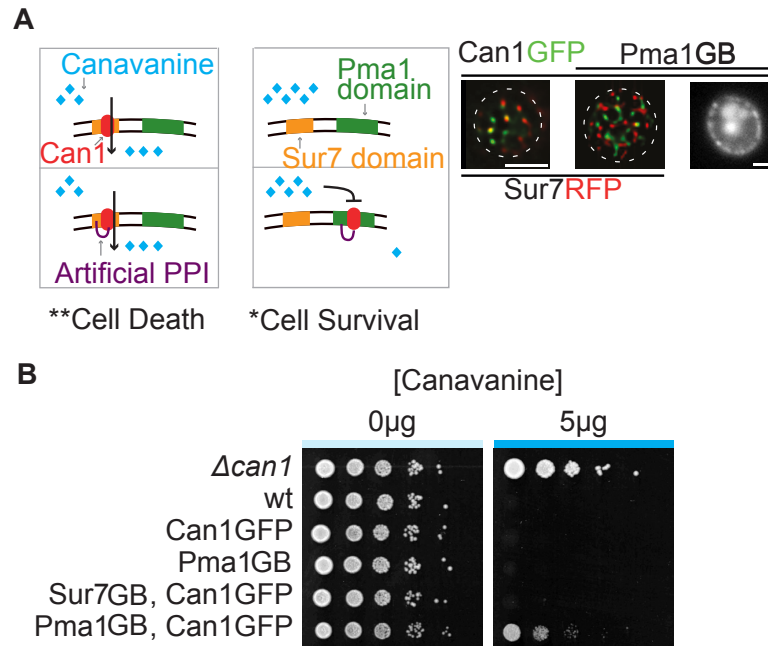 A
Canavanine
Can1
Artificial PPI
**Cell Death
Pma1
domain
Sur7 domain
*Cell Survival
Can1GFP
Pma1GB
Sur7RFP
B
[Canavanine]
0µg
5µg
Δcan1
wt
Can1GFP
Pma1GB
Sur7GB, Can1GFP
Pma1GB, Can1GFP